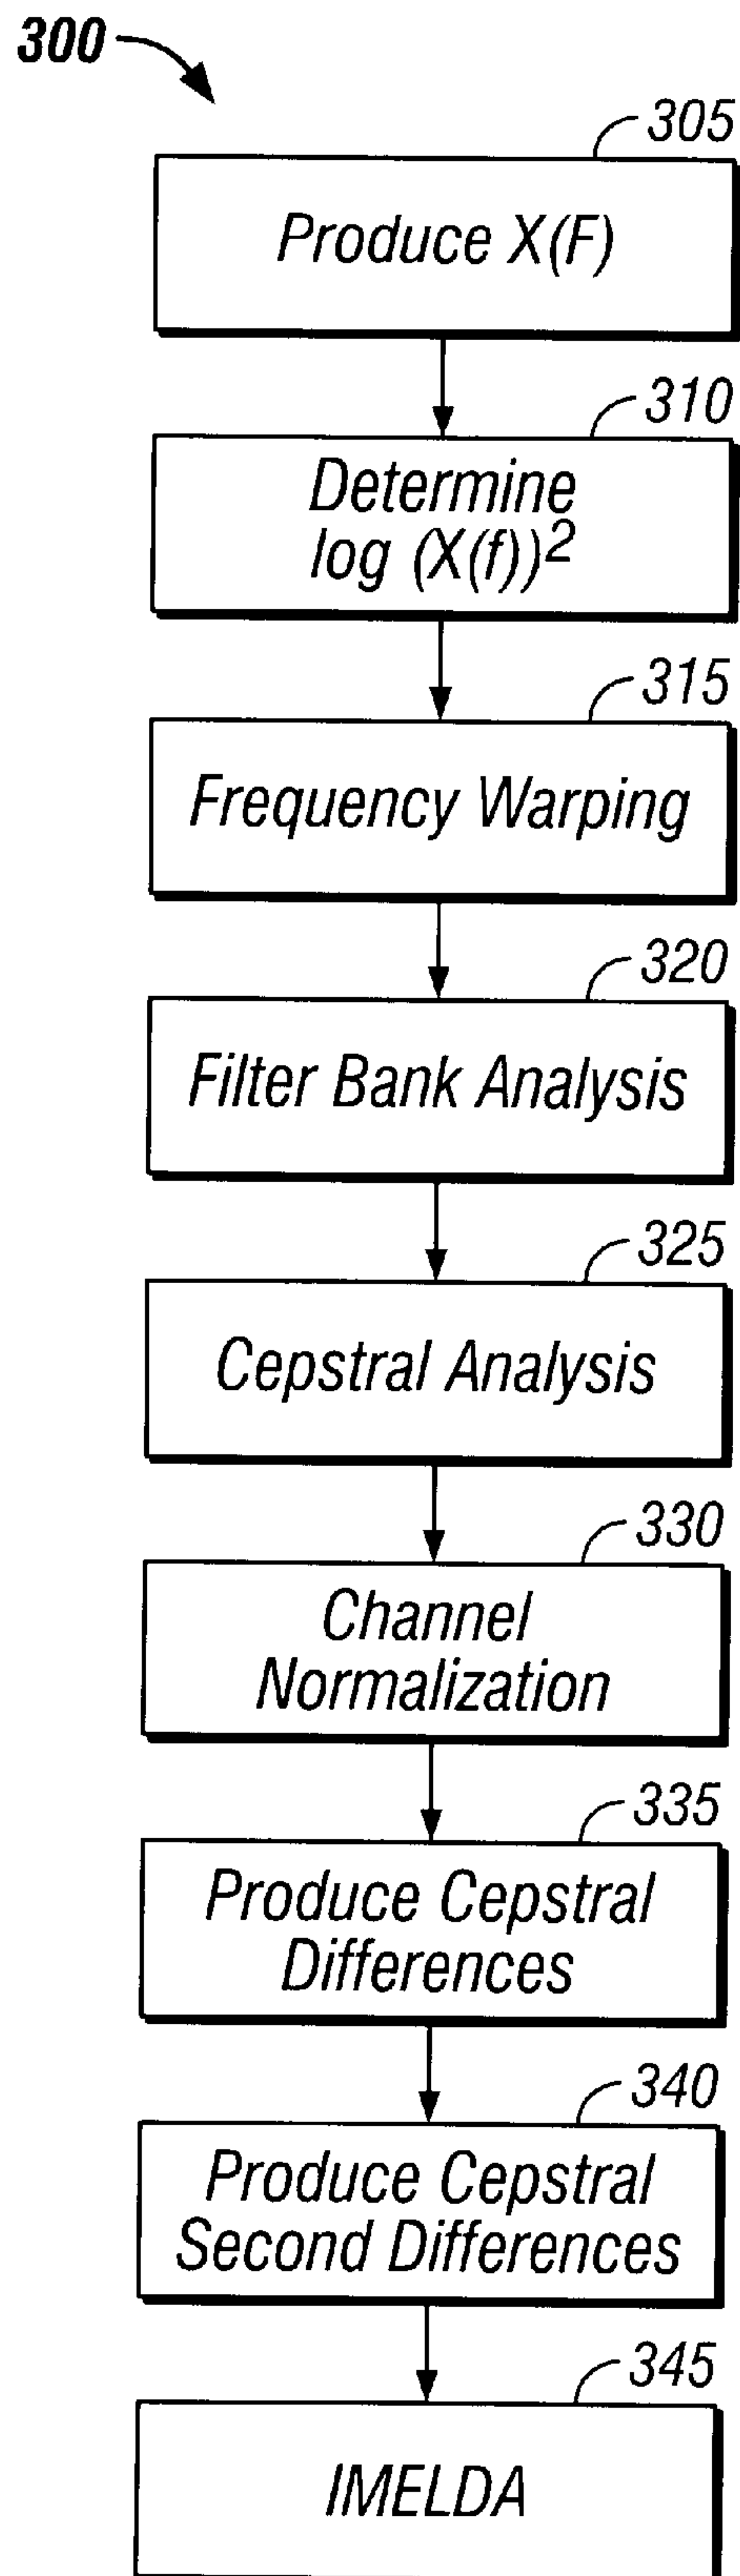 300
305
Produce X(F)
310
Determine
log (X(f))²
315
Frequency Warping
320
Filter Bank Analysis
325
Cepstral Analysis
330
Channel
Normalization
335
Produce Cepstral
Differences
340
Produce Cepstral
Second Differences
345
IMELDA